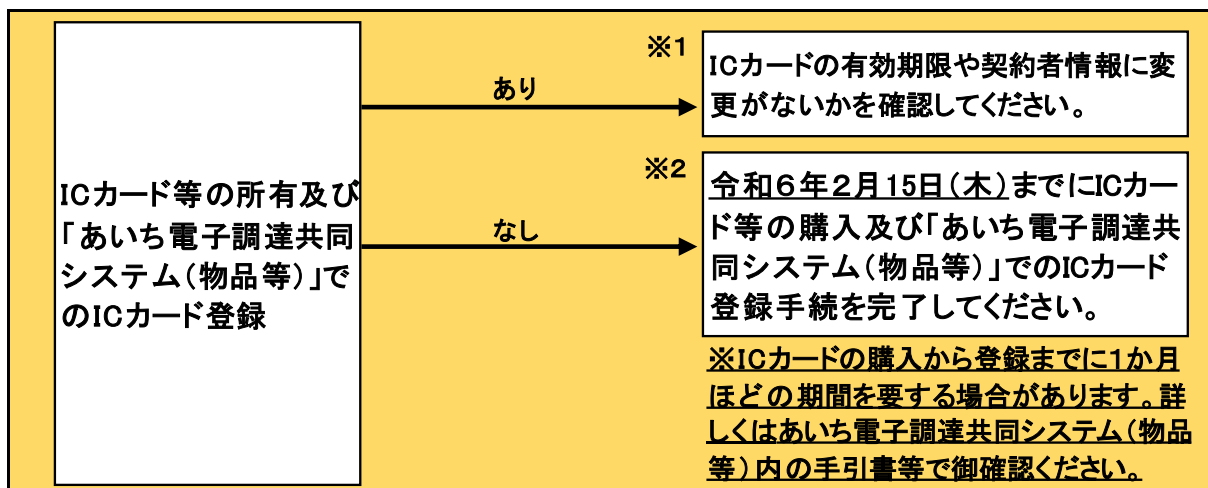 ICカード等の所有及び
「あいち電子調達共同
システム(物品等)」で
のICカード登録
あり
※1
ICカードの有効期限や契約者情報に変
更がないかを確認してください。
なし
※2
令和6年2月15日(木)までにICカー
ド等の購入及び「あいち電子調達共
同システム(物品等)」でのICカード
登録手続を完了してください。
※ICカードの購入から登録までに1か月
ほどの期間を要する場合があります。詳
しくはあいち電子調達共同システム(物品
等)内の手引書等で御確認ください。